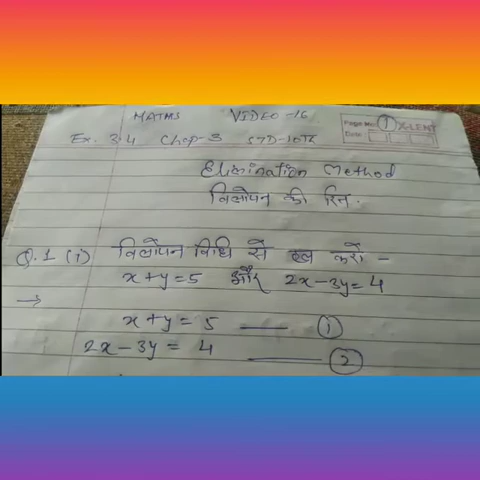 MATHS VIDEO-16
Page No. 1 X-LENT
Date:
Ex. 3.4 Chap-3 STD-10TH
Elimination Method
विलोपन की रित.
Q.1 (i) विलोपन विधि से हल करो -
x+y=5 और 2x-3y=4
→
x+y = 5 —— ①
2x-3y = 4 —— ②